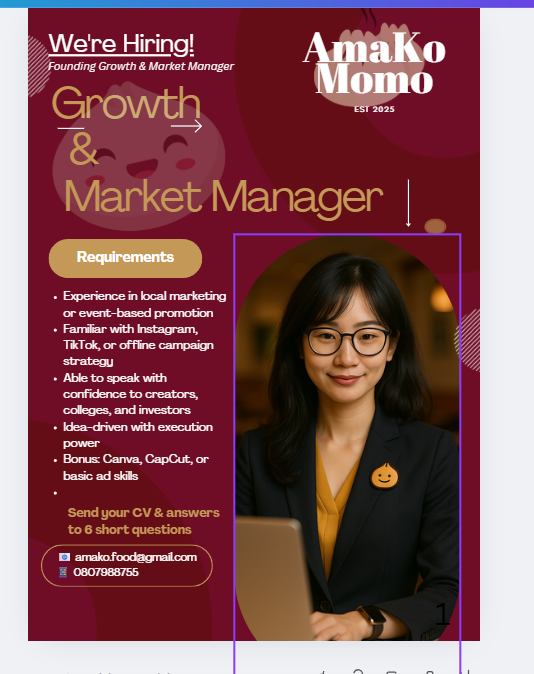 We're Hiring!
Founding Growth & Market Manager
AmaKo
Momo
EST 2025
Growth
&
Market Manager
Requirements
• Experience in local marketing
or event-based promotion
• Familiar with Instagram,
TikTok, or offline campaign
strategy
• Able to speak with
confidence to creators,
colleges, and investors
• Idea-driven with execution
power
• Bonus: Canva, CapCut, or
basic ad skills
•
Send your CV & answers
to 6 short questions
amako.food@gmail.com
0807988755
1